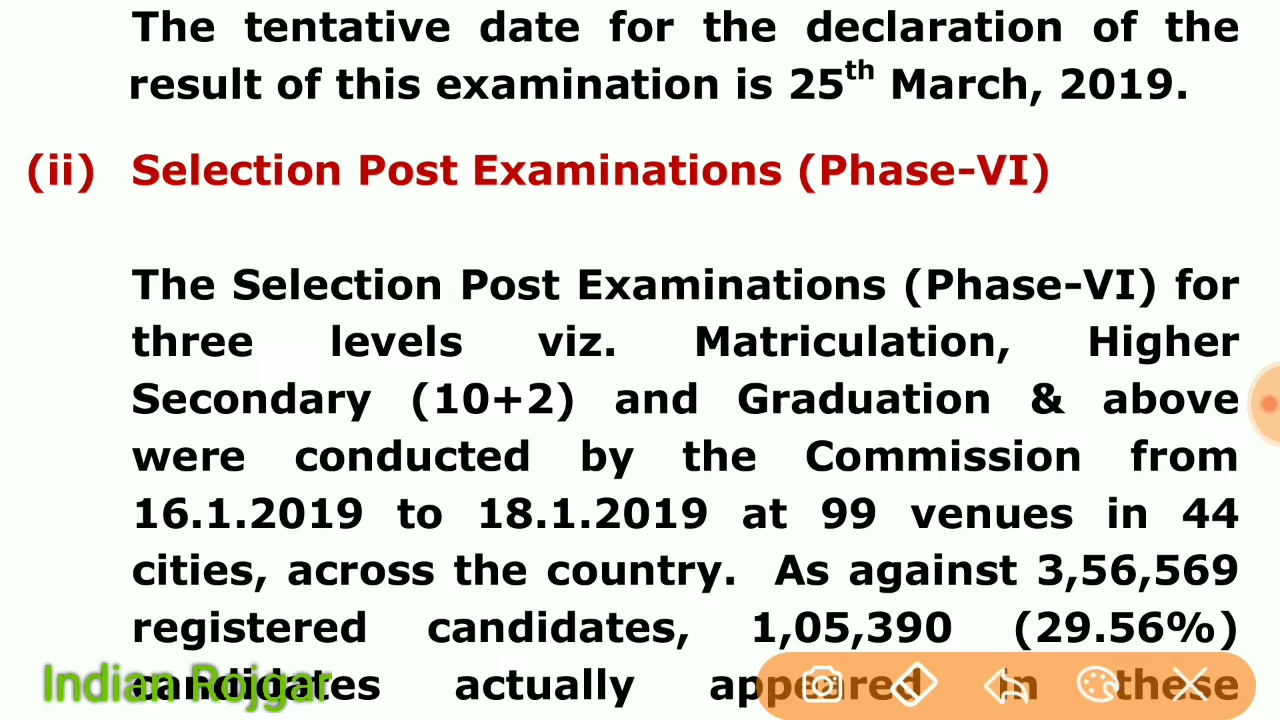 The tentative date for the declaration of the
result of this examination is 25th March, 2019.
(ii) Selection Post Examinations (Phase-VI)
The Selection Post Examinations (Phase-VI) for
three levels viz. Matriculation, Higher
Secondary (10+2) and Graduation & above
were conducted by the Commission from
16.1.2019 to 18.1.2019 at 99 venues in 44
cities, across the country. As against 3,56,569
registered candidates, 1,05,390 (29.56%)
candidates actually appeared in these
Indian Rojgar